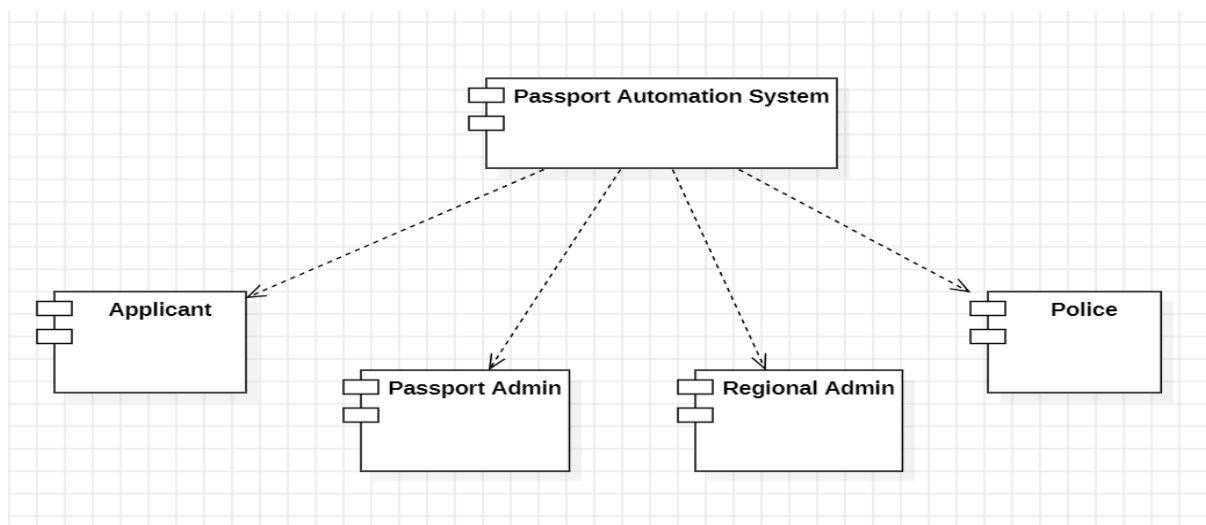 Passport Automation System
Applicant
Police
Passport Admin
Regional Admin